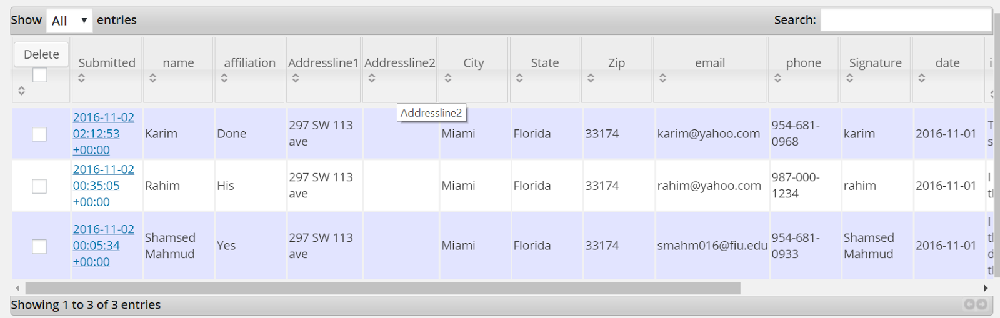 Show All entries Search:
Delete
Submitted name affiliation Addressline1 Addressline2 City State Zip email phone Signature date i
Addressline2
2016-11-02
02:12:53
+00:00
Karim
Done
297 SW 113
ave
Miami
Florida
33174
karim@yahoo.com
954-681-
0968
karim
2016-11-01
2016-11-02
00:35:05
+00:00
Rahim
His
297 SW 113
ave
Miami
Florida
33174
rahim@yahoo.com
987-000-
1234
rahim
2016-11-01
I
2016-11-02
00:05:34
+00:00
Shamsed
Mahmud
Yes
297 SW 113
ave
Miami
Florida
33174
smahm016@fiu.edu
954-681-
0933
Shamsed
Mahmud
2016-11-01
I
Showing 1 to 3 of 3 entries